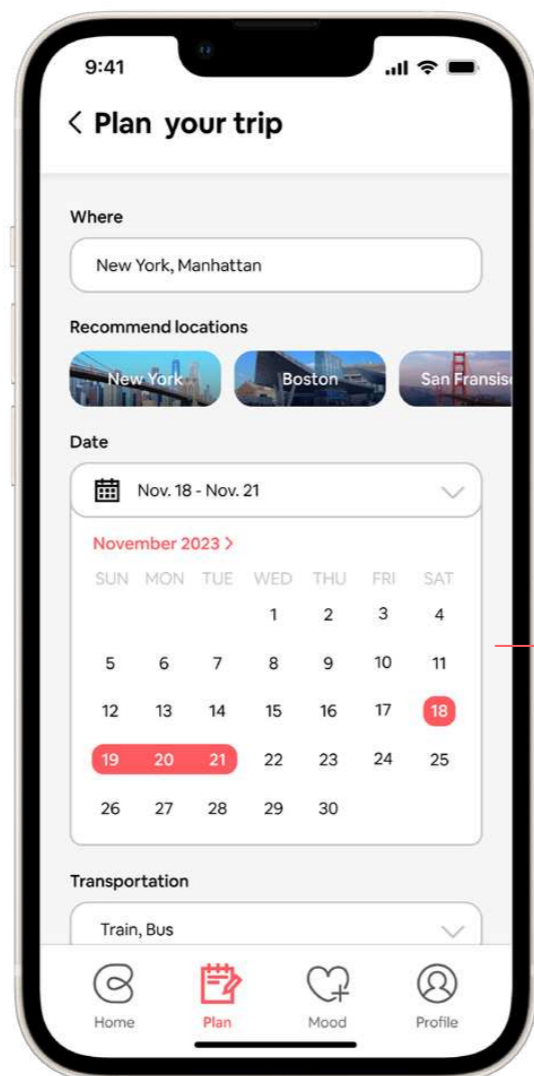 9:41
Plan your trip
Where
New York, Manhattan
Recommend locations
New York Boston San Fransis
Date
Nov. 18 - Nov. 21
November 2023 >
SUN MON TUE WED THU FRI SAT
1 2 3 4
5 6 7 8 9 10 11
12 13 14 15 16 17 18
19 20 21 22 23 24 25
26 27 28 29 30
Transportation
Train, Bus
Home Plan Mood Profile